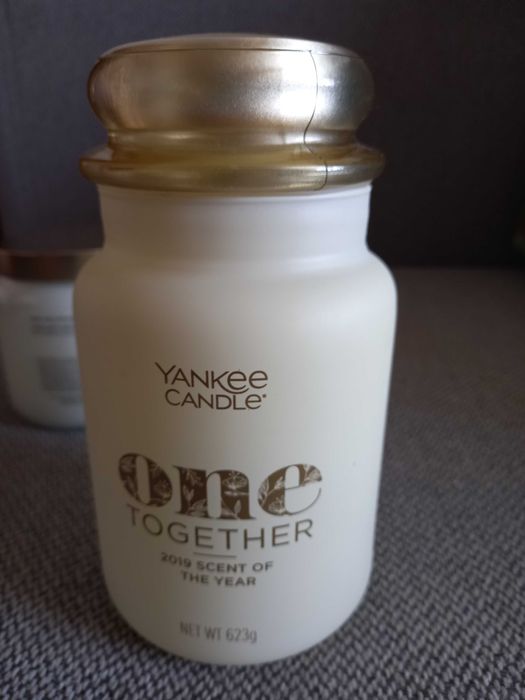 YANKEE
CANDLE®
one
TOGETHER
2019 SCENT OF
THE YEAR
NET WT 623g